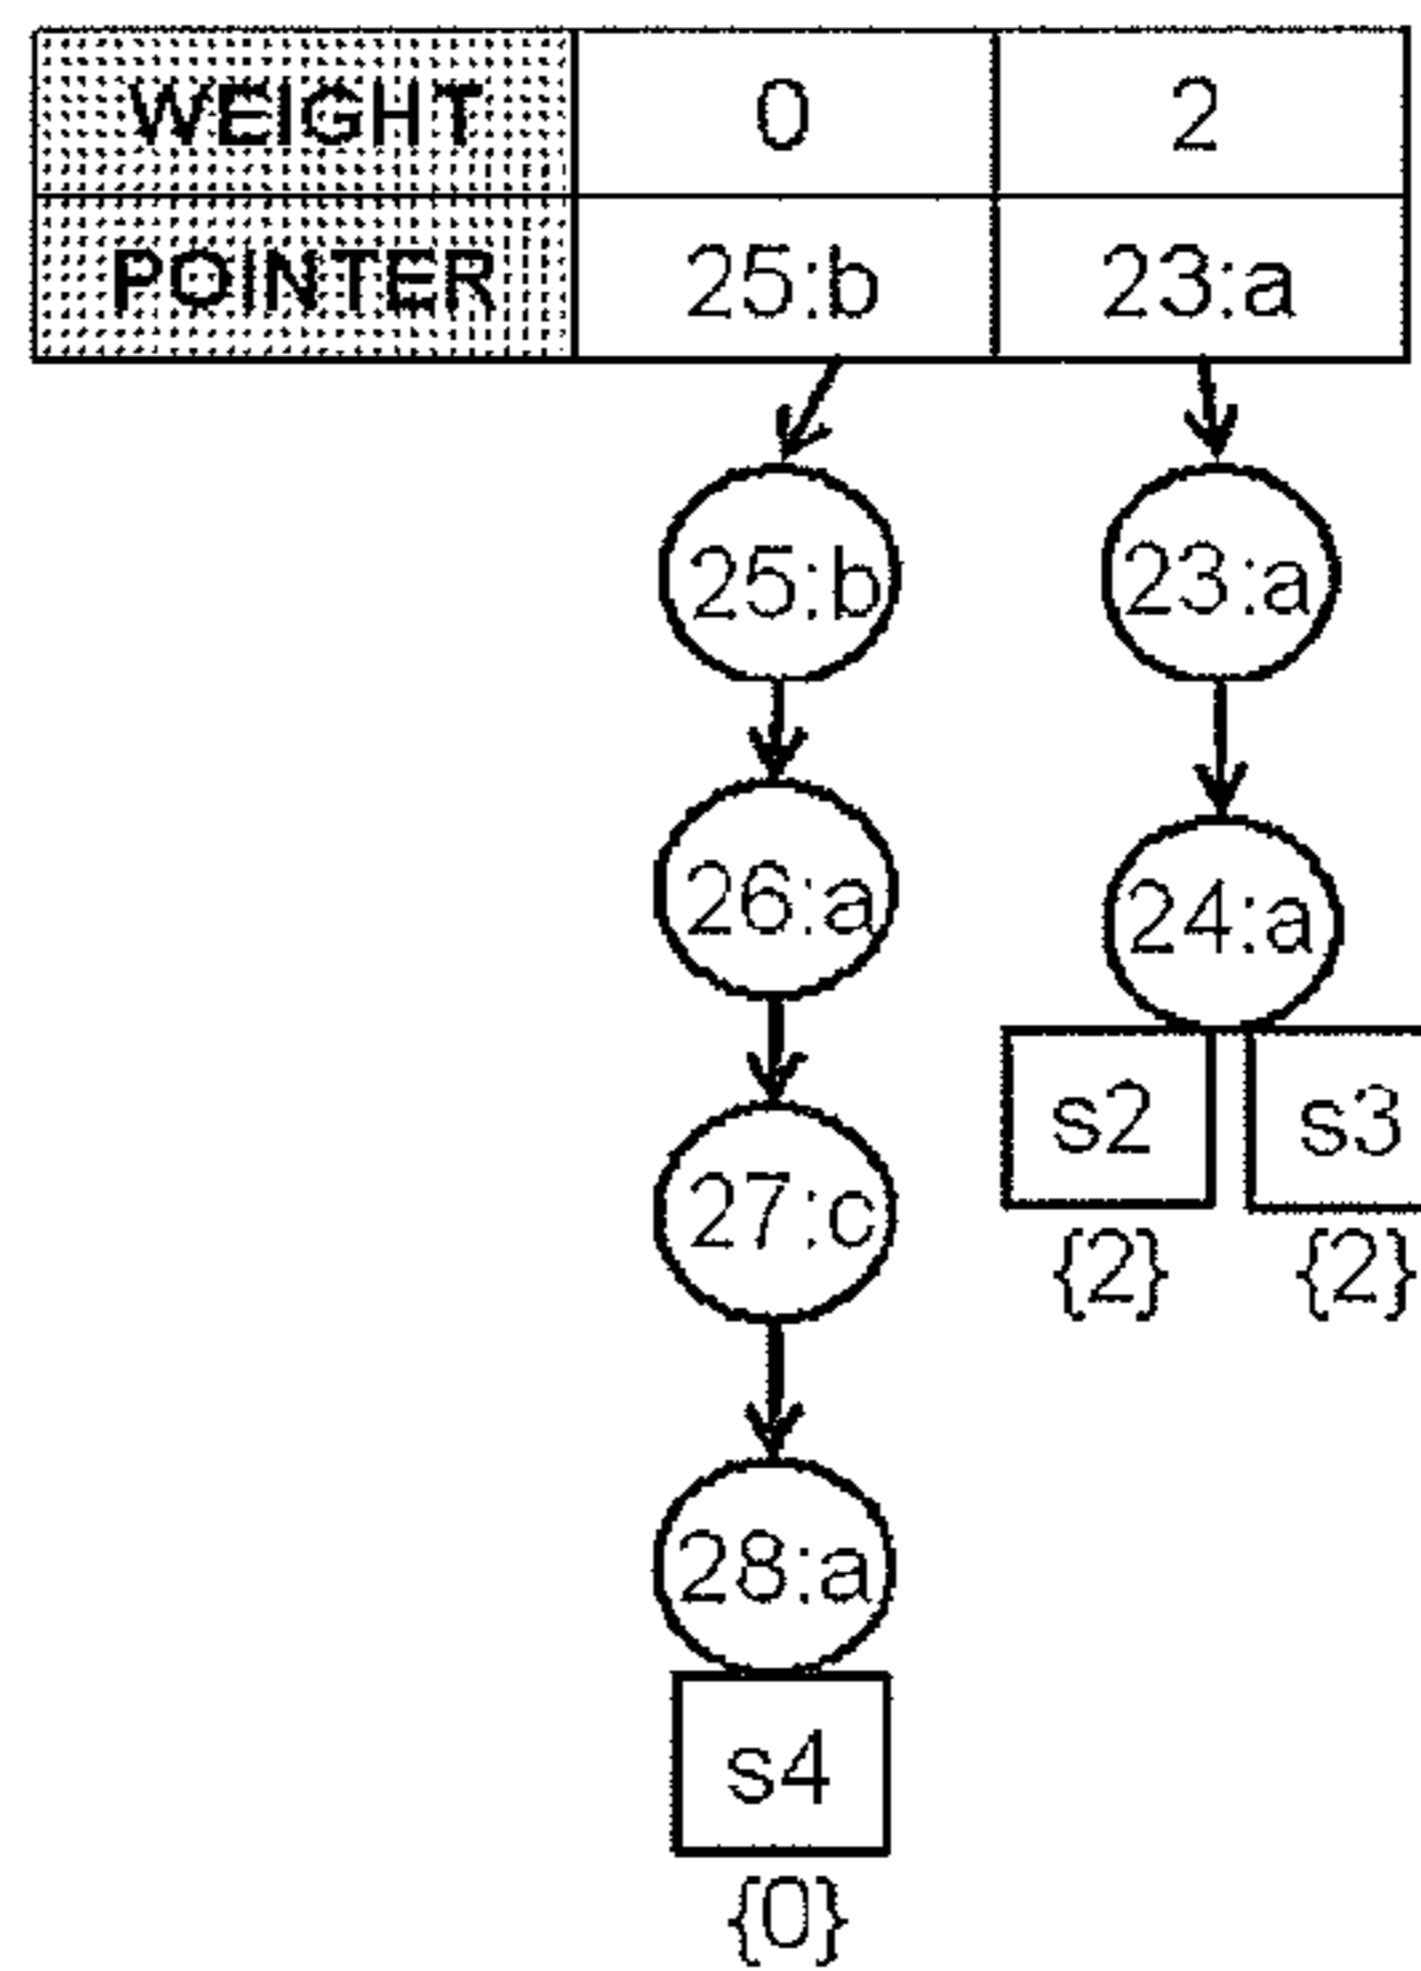 WEIGHT 0 2
POINTER 25:b 23:a
25:b 23:a
26:a 24:a
s2 s3
{2} {2}
27:c
28:a
s4
{0}